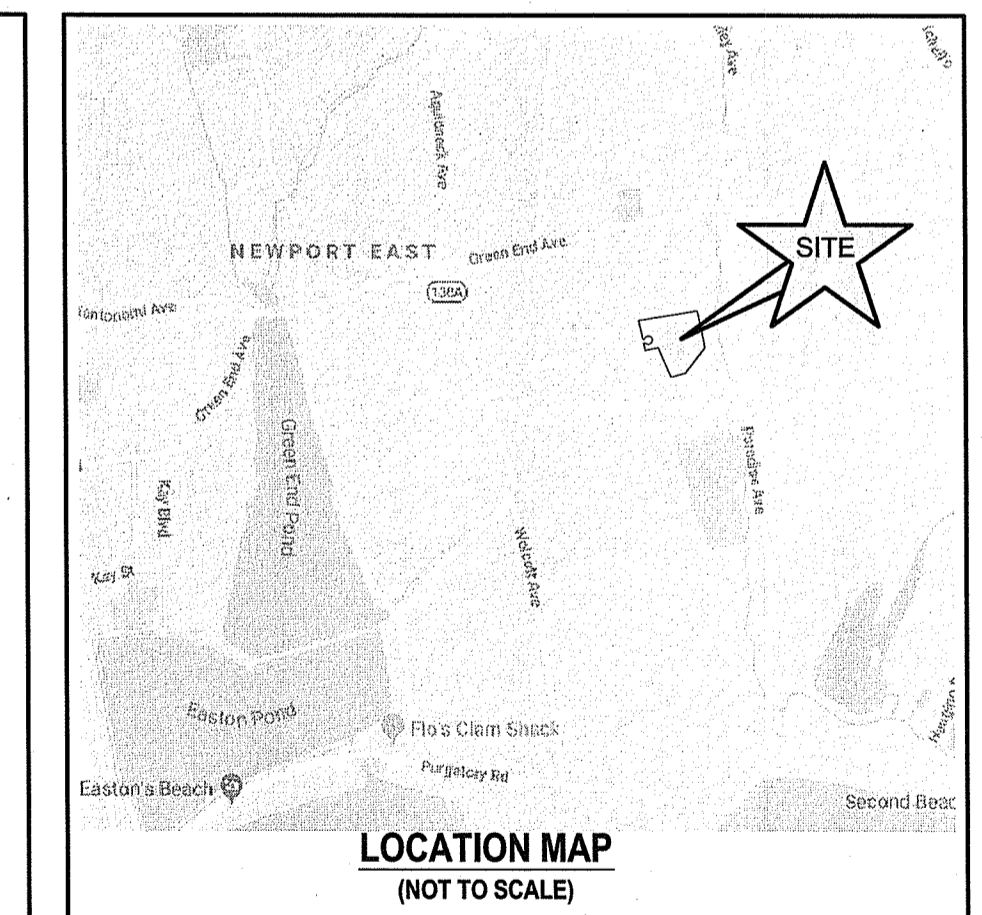 Aquidneck Ave
NEWPORT EAST
Green End Ave
138A
SITE
Green End Ave
Green End Pond
Paradise Ave
Kay Blvd
Kay St
Wolcott Ave
Easton Pond
Flo's Clam Shack
Purgatory Rd
Easton's Beach
Second Beac
LOCATION MAP
(NOT TO SCALE)